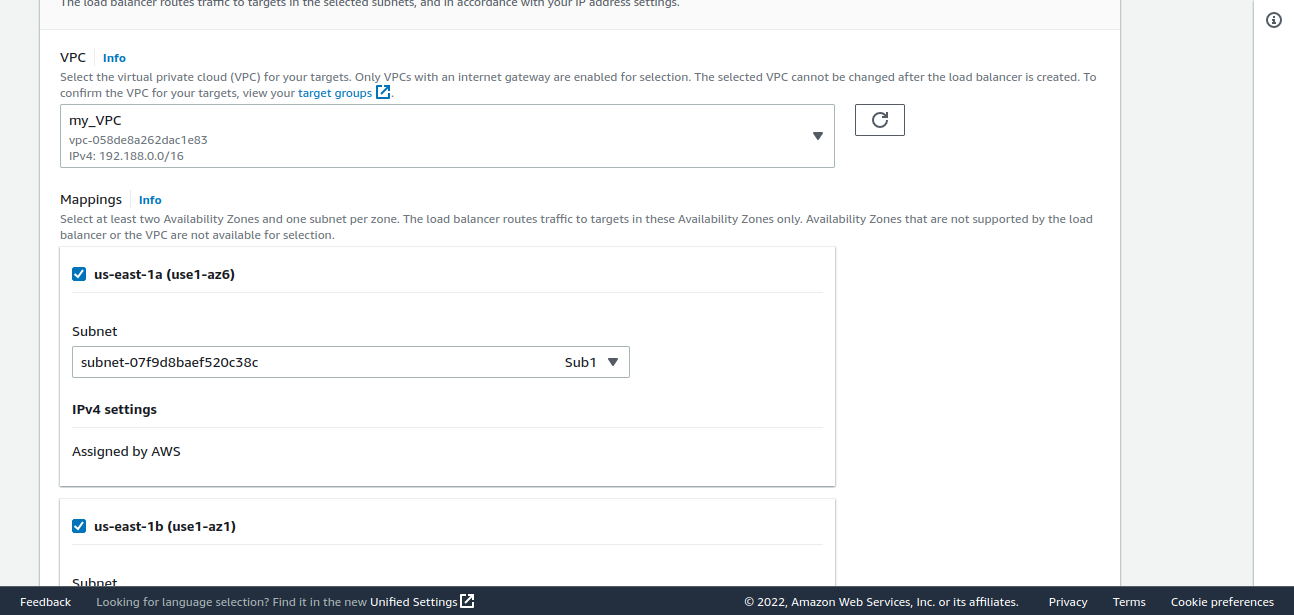 The load balancer routes traffic to targets in the selected subnets, and in accordance with your IP address settings.
VPC Info
Select the virtual private cloud (VPC) for your targets. Only VPCs with an internet gateway are enabled for selection. The selected VPC cannot be changed after the load balancer is created. To
confirm the VPC for your targets, view your target groups.
my_VPC
vpc-058de8a262dac1e83
IPv4: 192.188.0.0/16
Mappings Info
Select at least two Availability Zones and one subnet per zone. The load balancer routes traffic to targets in these Availability Zones only. Availability Zones that are not supported by the load
balancer or the VPC are not available for selection.
us-east-1a (use1-az6)
Subnet
subnet-07f9d8baef520c38c Sub1
IPv4 settings
Assigned by AWS
us-east-1b (use1-az1)
Subnet
Feedback Looking for language selection? Find it in the new Unified Settings © 2022, Amazon Web Services, Inc. or its affiliates. Privacy Terms Cookie preferences